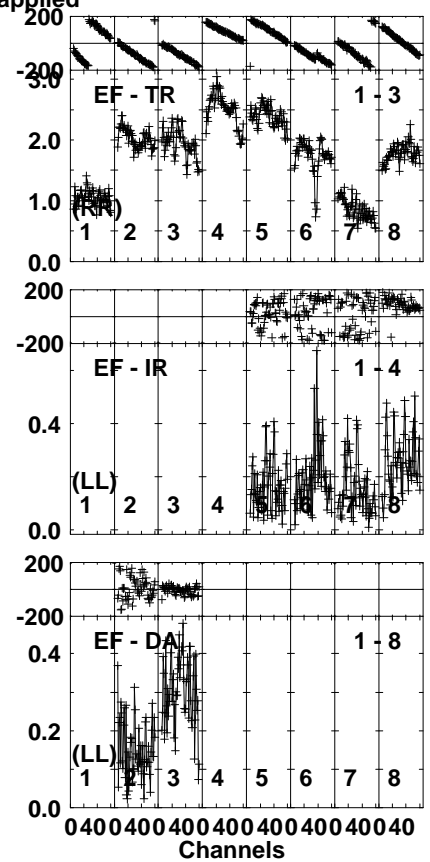 applied
200
-200
3.0
EF - TR 1 - 3
2.0
1.0
(RR)
1 2 3 4 5 6 7 8
0.0
200
-200
EF - IR 1 - 4
0.4
(LL)
1 2 3 4 5 6 7 8
0.0
200
-200
EF - DA 1 - 8
0.4
0.2
(LL)
1 2 3 4 5 6 7 8
0.0
0 40 0 40 0 40 0 40 0 40 0 40 0 40 0 40
Channels